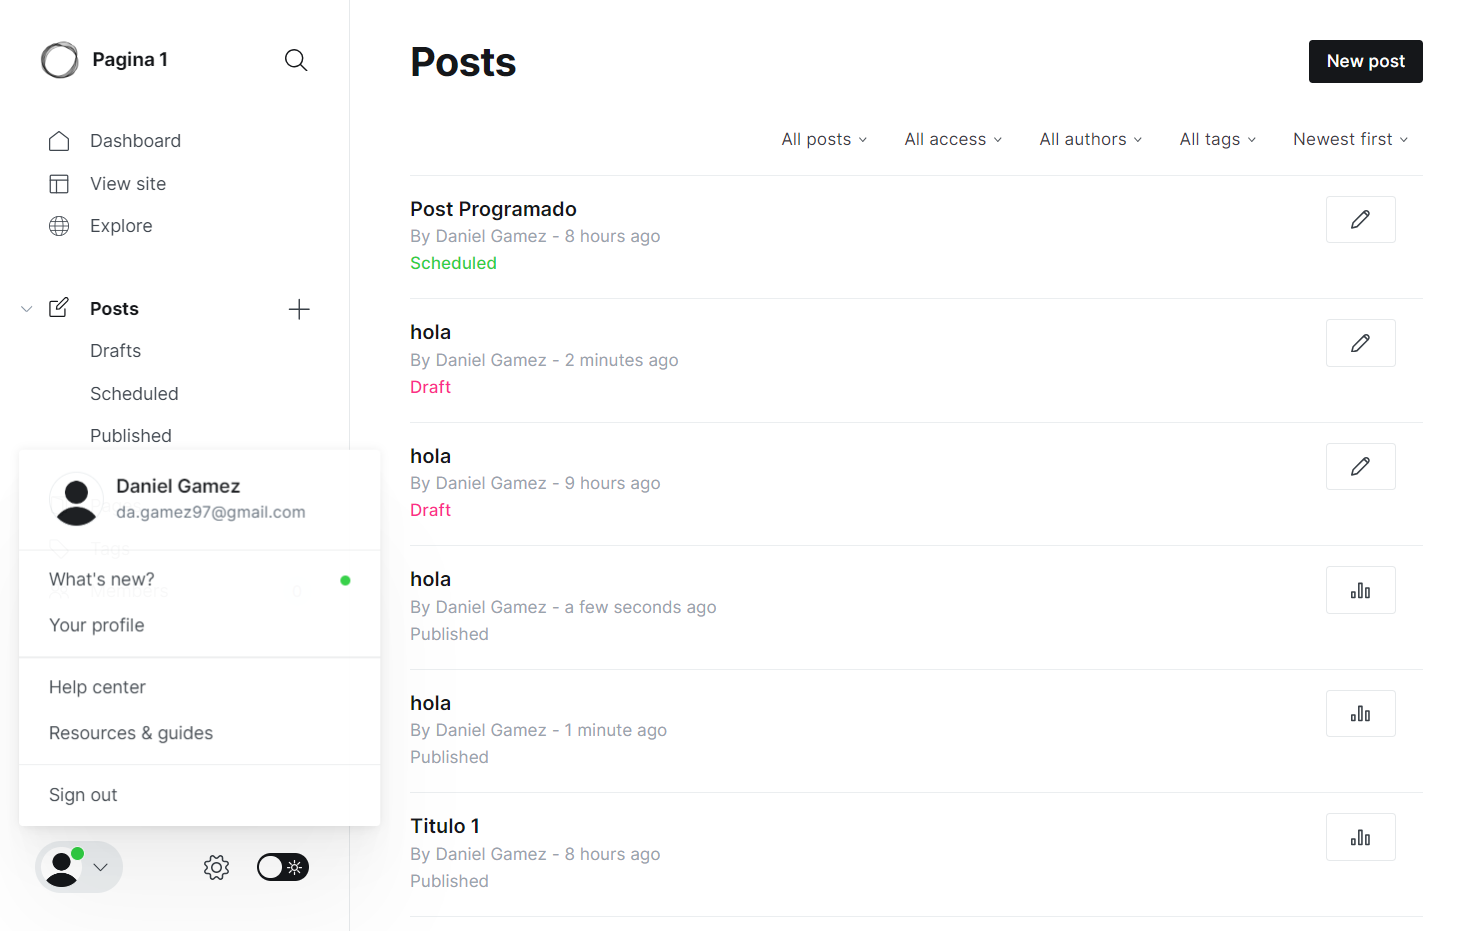 Pagina 1
Dashboard
View site
Explore
Posts
Drafts
Scheduled
Published
Daniel Gamez
da.gamez97@gmail.com
Tags
What's new?
Members 0
Your profile
Help center
Resources & guides
Sign out
Posts
New post
All posts All access All authors All tags Newest first
Post Programado
By Daniel Gamez - 8 hours ago
Scheduled
hola
By Daniel Gamez - 2 minutes ago
Draft
hola
By Daniel Gamez - 9 hours ago
Draft
hola
By Daniel Gamez - a few seconds ago
Published
hola
By Daniel Gamez - 1 minute ago
Published
Titulo 1
By Daniel Gamez - 8 hours ago
Published